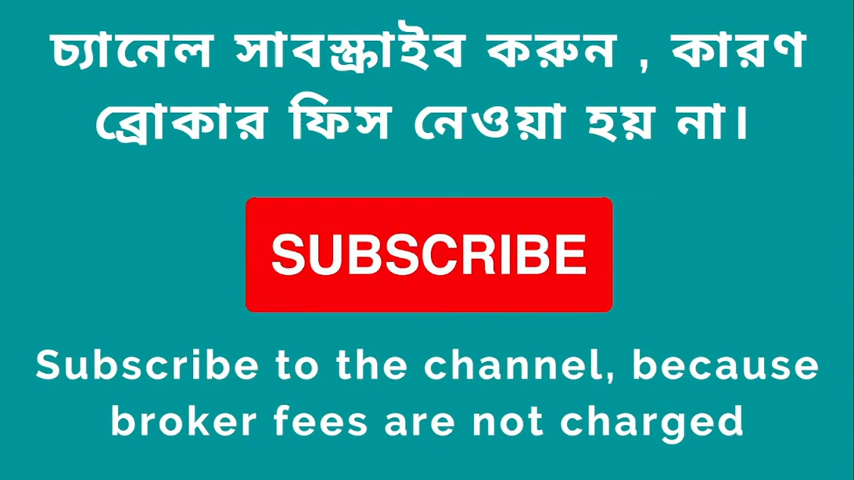 চ্যানেল সাবস্ক্রাইব করুন , কারণ
ব্রোকার ফিস নেওয়া হয় না।
SUBSCRIBE
Subscribe to the channel, because
broker fees are not charged